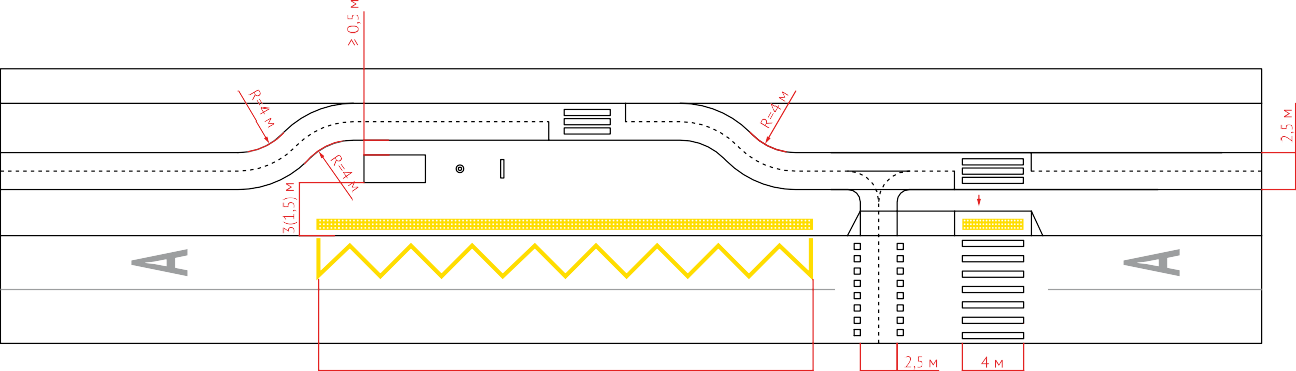 ≥ 0,5 м
R=4 м
R=4 м
R=4 м
2,5 м
3(1,5) м
А
А
2,5 м
4 м